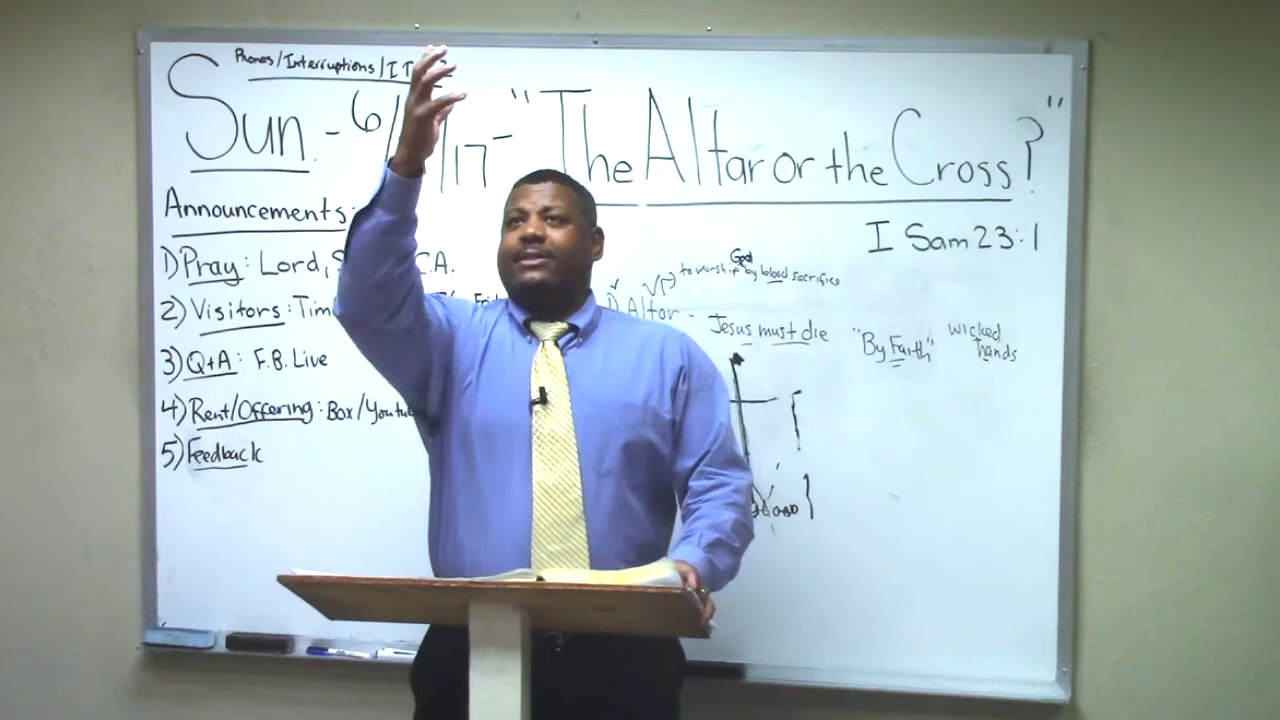 Phones/Interruptions/I
Sun. - 6/ /17 - "The Altar or the Cross?"
I Sam 23:1
Announcements:
1) Pray: Lord, C.A.
2) Visitors: Tim Frid
3) Q+A: F.B. Live
4) Rent/Offering: Box/Youtu
5) Feedback
God
to worship by blood sacrifice
Altar - Jesus must die
"By Faith" wicked
hands